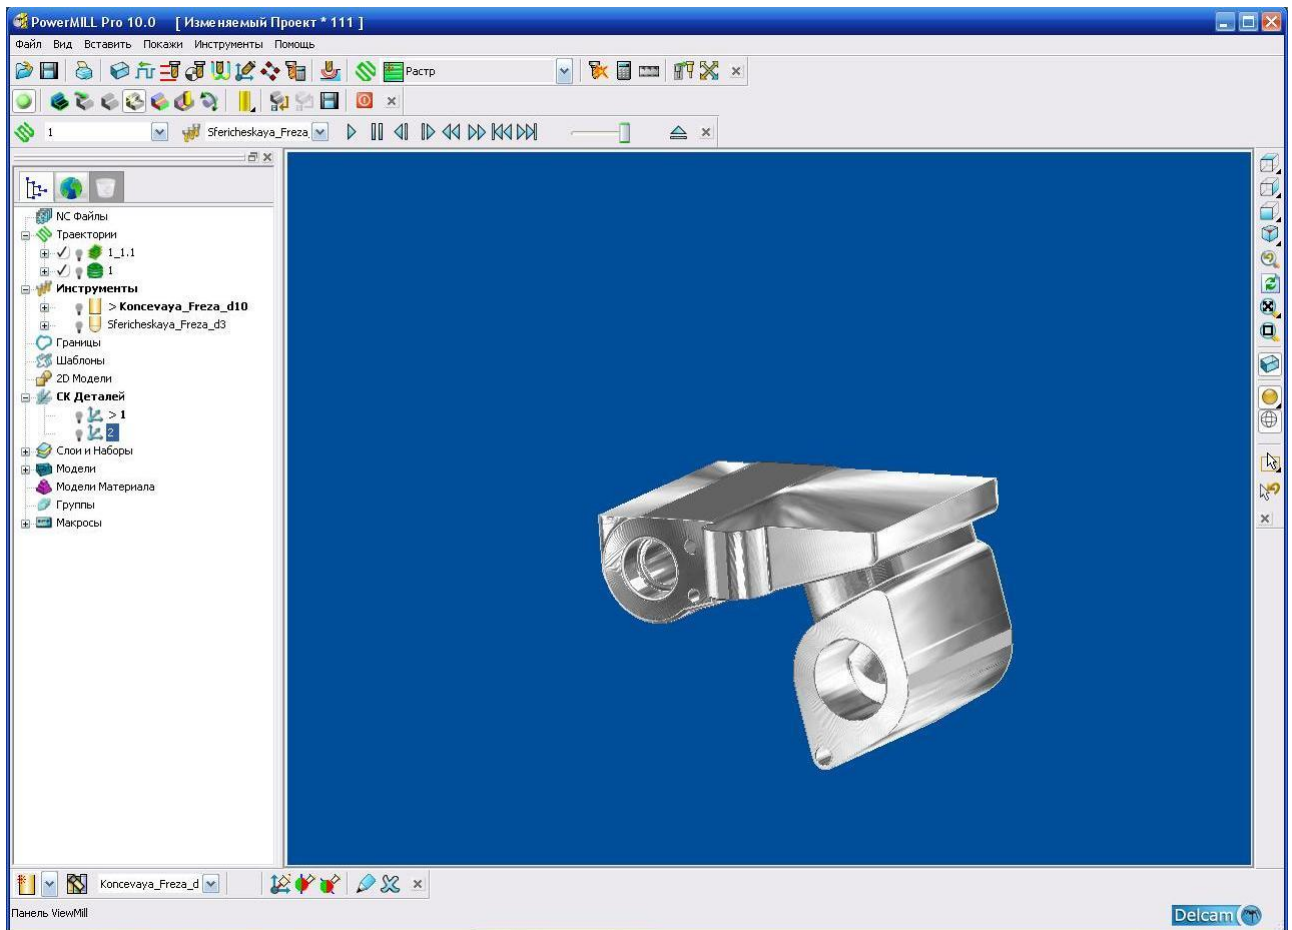 PowerMILL Pro 10.0 [ Изменяемый Проект * 111 ]
Файл Вид Вставить Покажи Инструменты Помощь
Растр
1 Sfericheskaya_Freza
NC Файлы
Траектории
1_1.1
1
Инструменты
> Koncevaya_Freza_d10
Sfericheskaya_Freza_d3
Границы
Шаблоны
2D Модели
СК Деталей
> 1
2
Слои и Наборы
Модели
Модели Материала
Группы
Макросы
Koncevaya_Freza_d
Панель ViewMill
Delcam